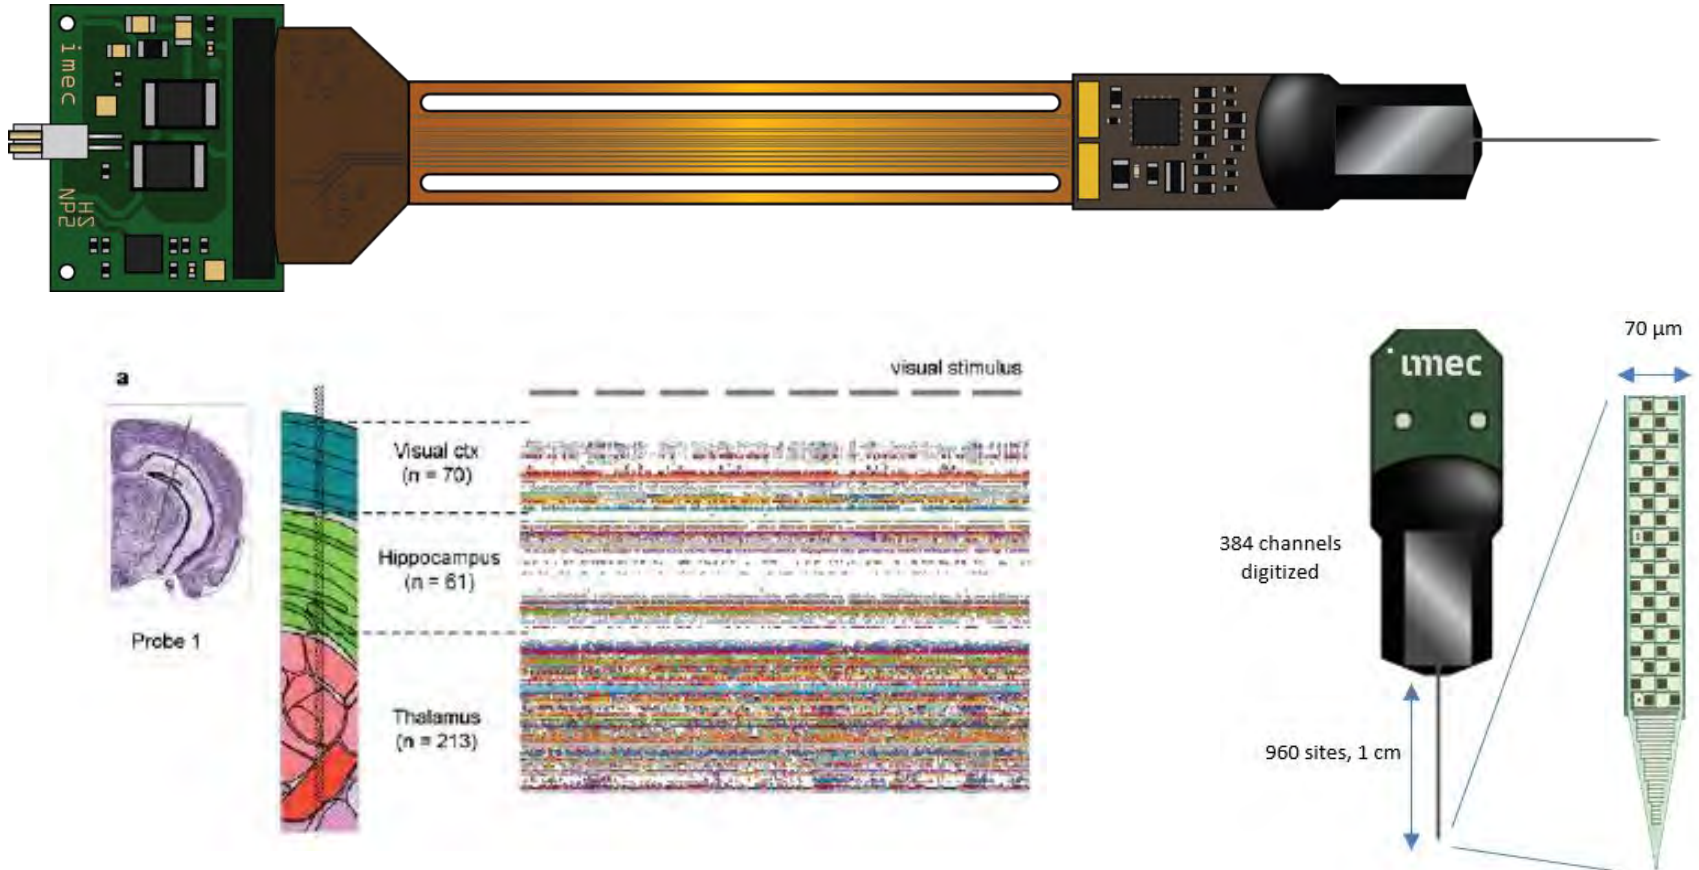 imec
NP2
HS
a
visual stimulus
Visual ctx
(n = 70)
Hippocampus
(n = 61)
Thalamus
(n = 213)
Probe 1
imec
384 channels
digitized
960 sites, 1 cm
70 µm